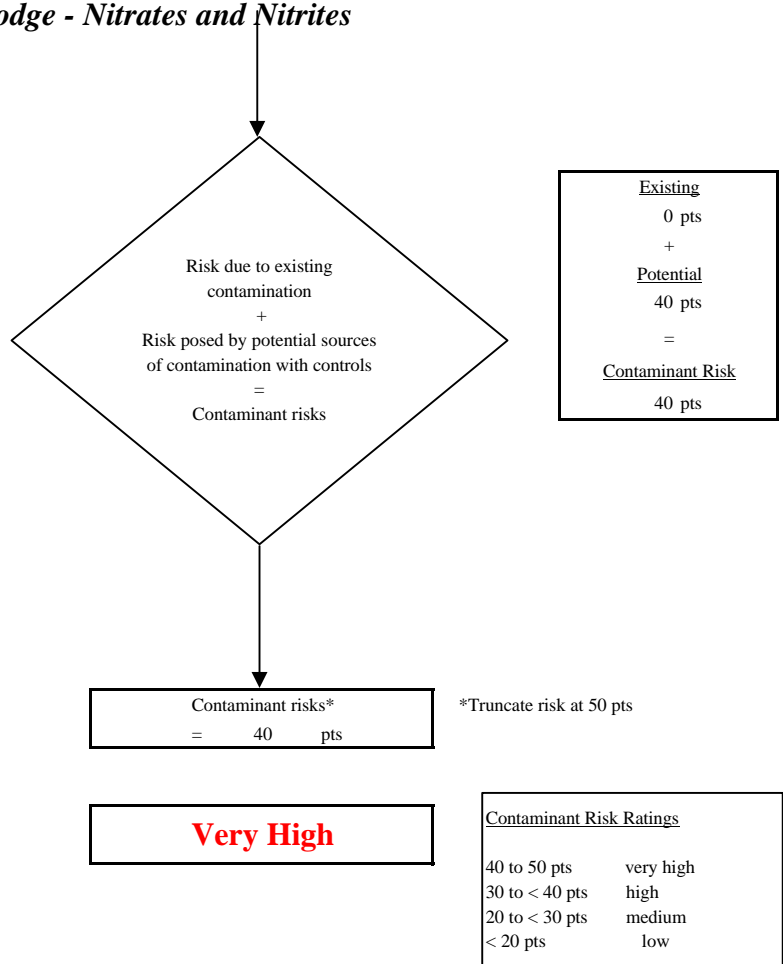 odge - Nitrates and Nitrites
Risk due to existing
contamination
+
Risk posed by potential sources
of contamination with controls
=
Contaminant risks
Existing
0 pts
+
Potential
40 pts
=
Contaminant Risk
40 pts
Contaminant risks*
= 40 pts
*Truncate risk at 50 pts
Very High
Contaminant Risk Ratings
40 to 50 pts very high
30 to < 40 pts high
20 to < 30 pts medium
< 20 pts low